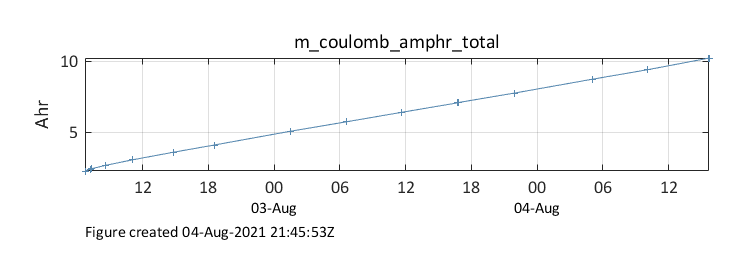 m_coulomb_amphr_total
10
Ahr
5
12 18 00 06 12 18 00 06 12
03-Aug 04-Aug
Figure created 04-Aug-2021 21:45:53Z